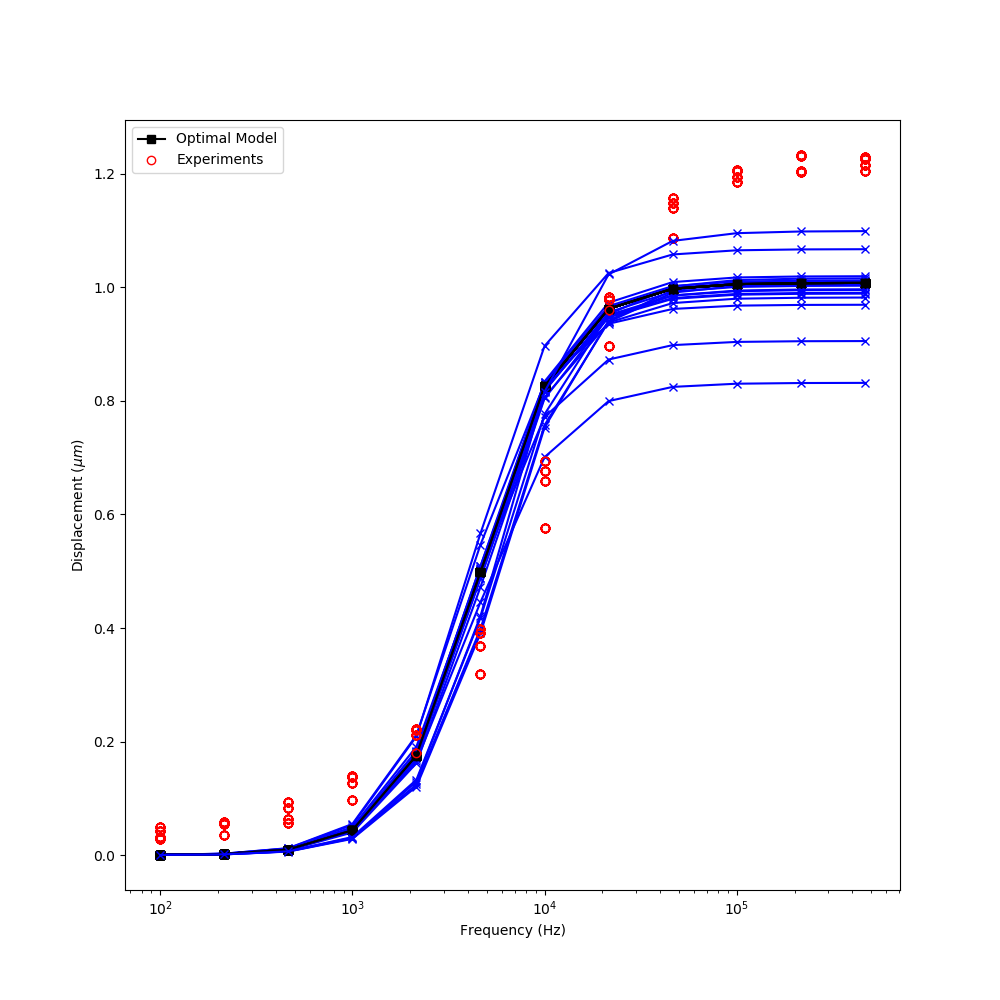 Optimal Model
Experiments
1.2
1.0
0.8
0.6
0.4
0.2
0.0
Displacement (μm)
10² 10³ 10⁴ 10⁵
Frequency (Hz)